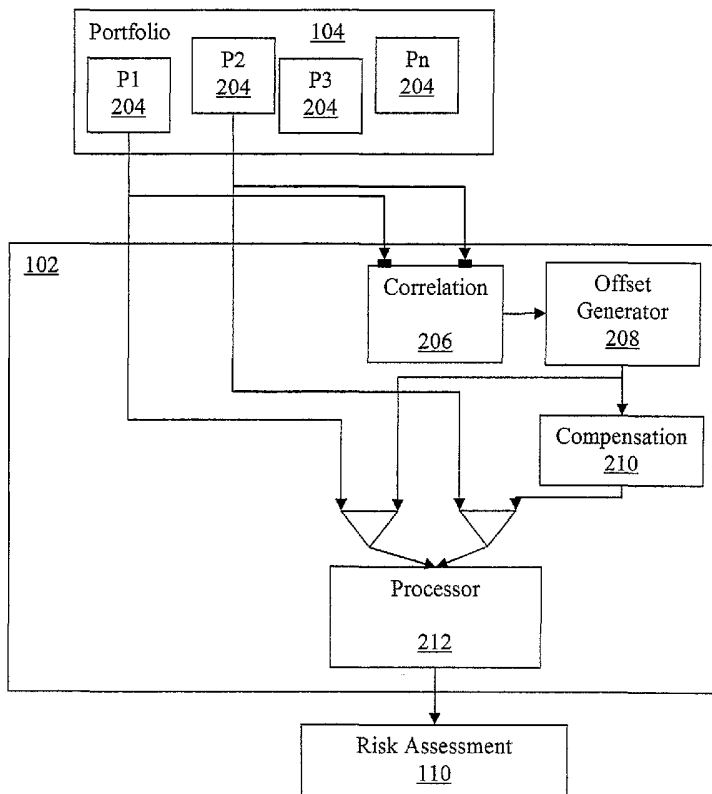 Portfolio 104
P1
204
P2
204
P3
204
Pn
204
102
Correlation
206
Offset
Generator
208
Compensation
210
Processor
212
Risk Assessment
110